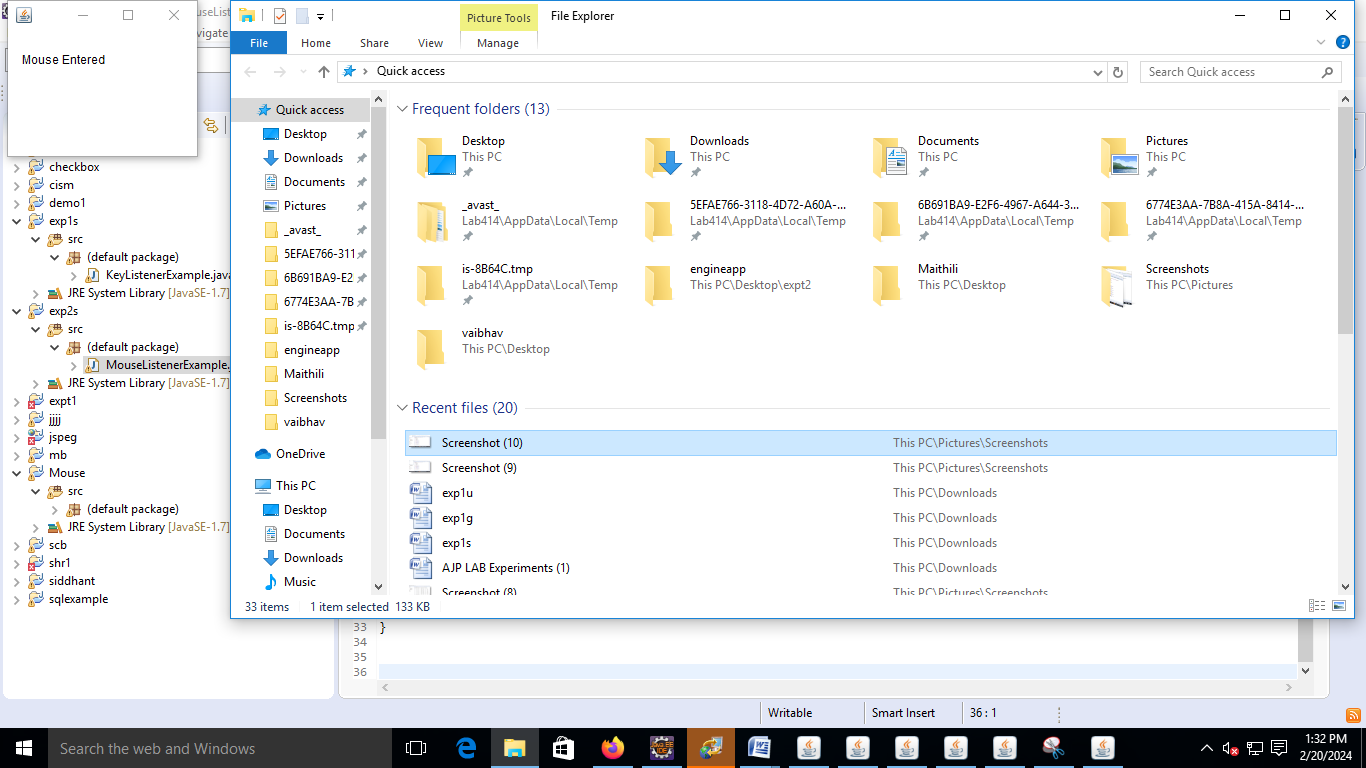 Mouse Entered
useList
avigate
Picture Tools
File Explorer
File
Home
Share
View
Manage
Quick access
Search Quick access
checkbox
cism
demo1
exp1s
src
(default package)
KeyListenerExample.java
JRE System Library [JavaSE-1.7]
exp2s
src
(default package)
MouseListenerExample.
JRE System Library [JavaSE-1.7]
expt1
jjjj
jspeg
mb
Mouse
src
(default package)
JRE System Library [JavaSE-1.7]
scb
shr1
siddhant
sqlexample
Quick access
Desktop
Downloads
Documents
Pictures
_avast_
5EFAE766-311
6B691BA9-E2
6774E3AA-7B
is-8B64C.tmp
engineapp
Maithili
Screenshots
vaibhav
OneDrive
This PC
Desktop
Documents
Downloads
Music
Frequent folders (13)
Desktop
This PC
Downloads
This PC
Documents
This PC
Pictures
This PC
_avast_
Lab414\AppData\Local\Temp
5EFAE766-3118-4D72-A60A-...
Lab414\AppData\Local\Temp
6B691BA9-E2F6-4967-A644-3...
Lab414\AppData\Local\Temp
6774E3AA-7B8A-415A-8414-...
Lab414\AppData\Local\Temp
is-8B64C.tmp
Lab414\AppData\Local\Temp
engineapp
This PC\Desktop\expt2
Maithili
This PC\Desktop
Screenshots
This PC\Pictures
vaibhav
This PC\Desktop
Recent files (20)
Screenshot (10) This PC\Pictures\Screenshots
Screenshot (9) This PC\Pictures\Screenshots
exp1u This PC\Downloads
exp1g This PC\Downloads
exp1s This PC\Downloads
AJP LAB Experiments (1) This PC\Downloads
Screenshot (8) This PC\Pictures\Screenshots
33 items 1 item selected 133 KB
33 }
34
35
36
Writable Smart Insert 36 : 1
Search the web and Windows
1:32 PM
2/20/2024